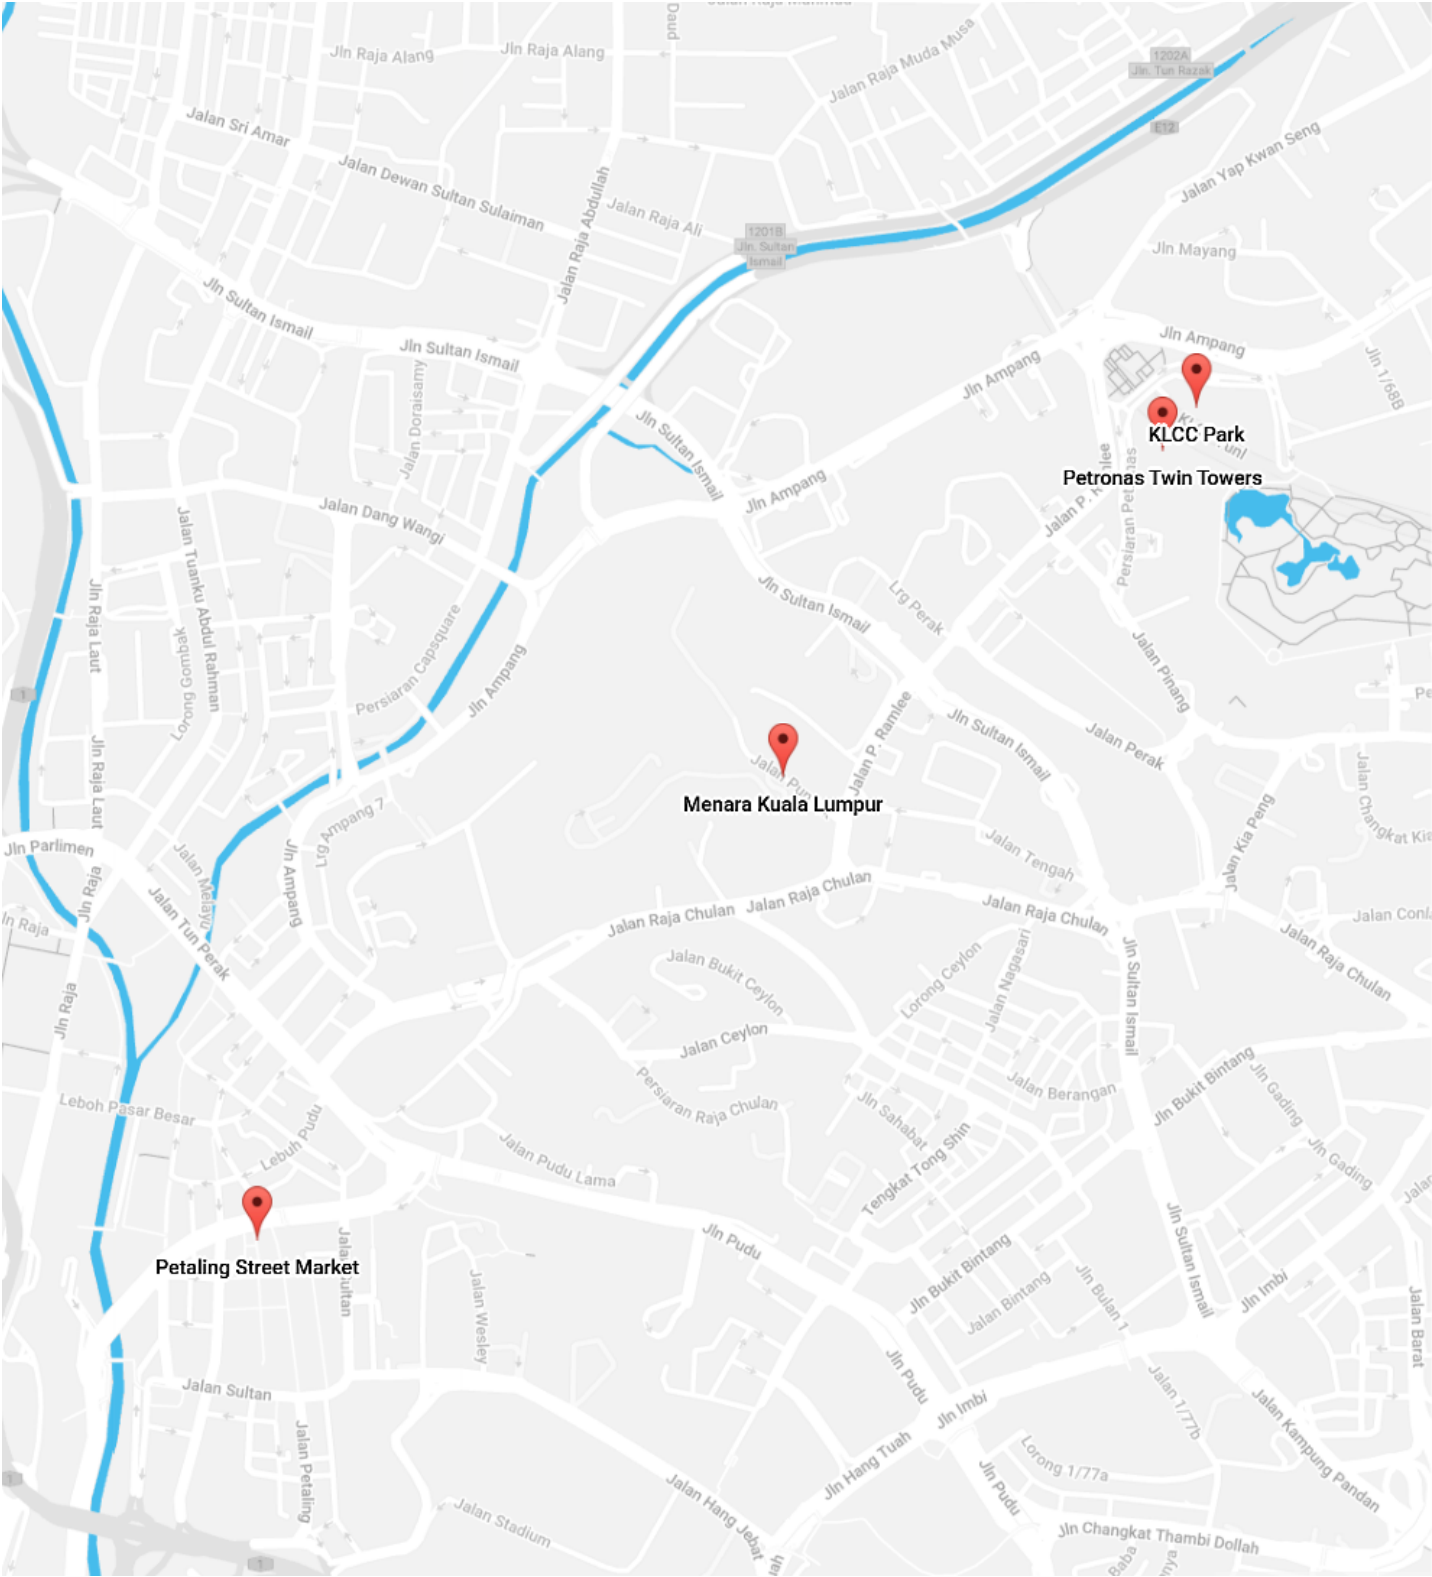 Daud
Jln Raja Alang
Jln Raja Alang
Jalan Raja Muda Musa
1202A
Jln. Tun Razak
E12
Jalan Sri Amar
Jalan Dewan Sultan Sulaiman
Jalan Raja Abdullah
Jalan Raja Ali
1201B
Jln. Sultan
Ismail
Jalan Yap Kwan Seng
Jln Mayang
Jln Sultan Ismail
Jln Sultan Ismail
Jalan Doraisamy
Jln Ampang
Jln Ampang
Jln 1/68B
KLCC Park
Petronas Twin Towers
Jln Sultan Ismail
Jln Ampang
Jalan Dang Wangi
Jalan Tuanku Abdul Rahman
Lorong Gombak
Jln Raja Laut
Jln Raja Laut
1
Persiaran Capsquare
Jln Ampang
Jln Sultan Ismail
Lrg Perak
Jalan Pinang
Jalan Perak
Jln Sultan Ismail
Jalan P. Ramlee
Menara Kuala Lumpur
Jalan Kia Peng
Jalan Changkat Kia
Jln Parlimen
Jln Raja
Jalan Melayu
Jalan Tun Perak
Jln Ampang
Lrg Ampang 7
Jalan Raja Chulan
Jalan Raja Chulan
Jalan Tengah
Jalan Raja Chulan
Jalan Raja Chulan
Jln Raja
Jalan Bukit Ceylon
Jalan Ceylon
Lorong Ceylon
Jalan Nagasari
Jln Sultan Ismail
Jalan Berangan
Jln Bukit Bintang
Jln Gading
Jln Gading
Leboh Pasar Besar
Lebuh Pudu
Persiaran Raja Chulan
Jln Sahabat
Tengkat Tong Shin
Jalan Pudu Lama
Jln Pudu
Petaling Street Market
Jalan Wesley
Jln Bukit Bintang
Jalan Bintang
Jln Bulan 1
Jln Sultan Ismail
Jln Imbi
Jalan Barat
Jalan Sultan
Jalan Petaling
Jln Pudu
Jln Imbi
Jalan 1/77b
Jalan Kampung Pandan
Jln Hang Tuah
Jalan Hang Jebat
Jalan Stadium
Lorong 1/77a
Jln Pudu
Jln Changkat Thambi Dollah
Baba
1
1